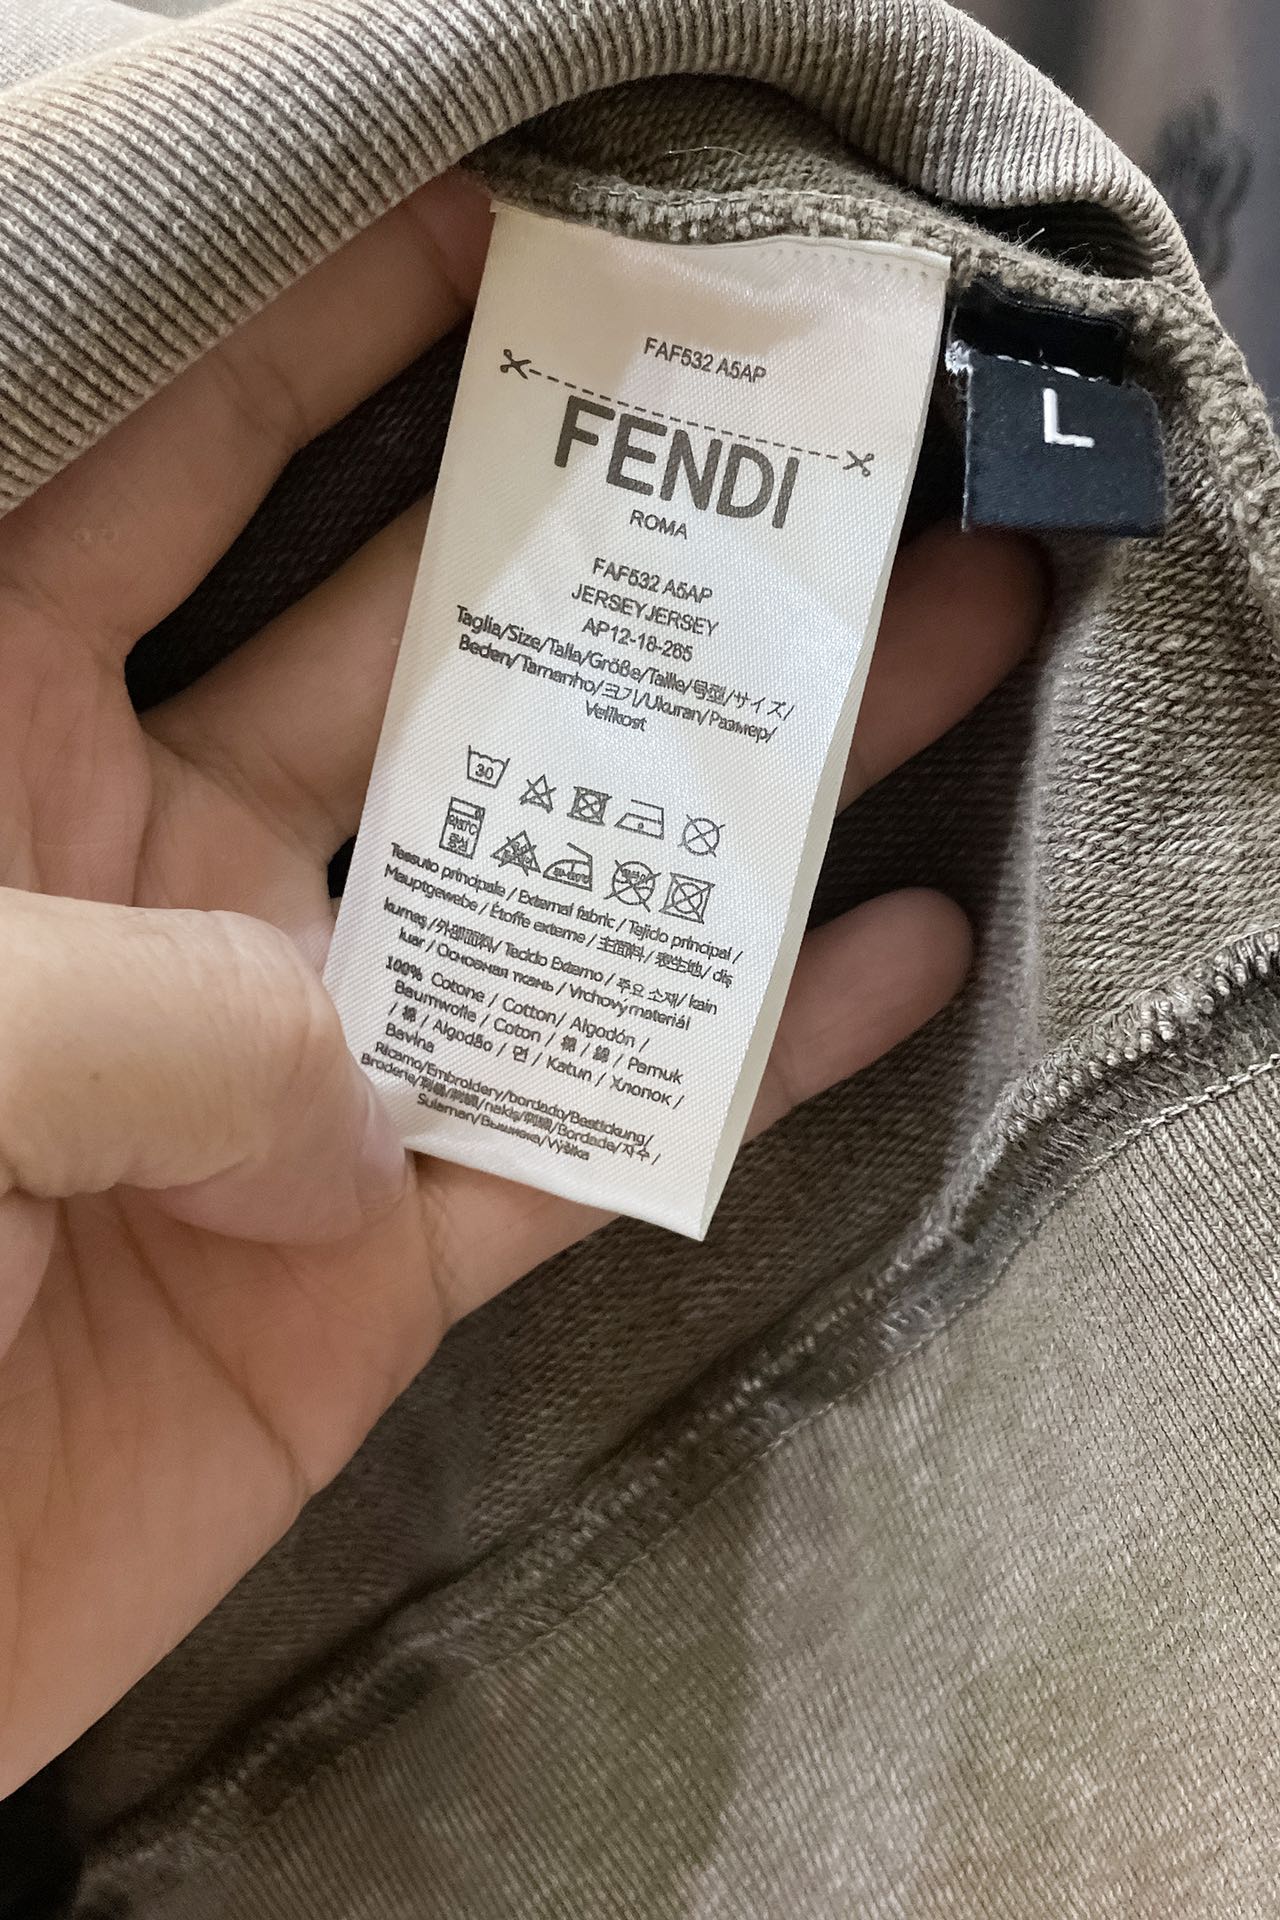 FAF532 A5AP
FENDI
ROMA
L
FAF532 A5AP
JERSEYJERSEY
AP12-18-265
Taglia/Size/Talla/Größe/Taille/号型/サイズ/
Beden/Tamanho/크기/Ukuran/Размер/
Velikost
30
중성
Tessuto principale / External fabric / Tejido principal /
Hauptgewebe / Étoffe externe / 主面料 / 表生地 / dış
kumaş /外部面料/ Tecido Externo / 주요 소재/ kain
luar / Основная ткань / Vrchový materiál
100% Cotone / Cotton / Algodón /
Baumwolle / Coton / 棉 / 綿 / Pamuk
/ 棉 / Algodão / 면 / Katun / Хлопок /
Bavlna
Ricamo/Embroidery/bordado/Bestickung/
Broderie/刺繡/刺繍/nakış/刺繡/Bordado/자수/
Sulaman/Вышивка/Výšivka